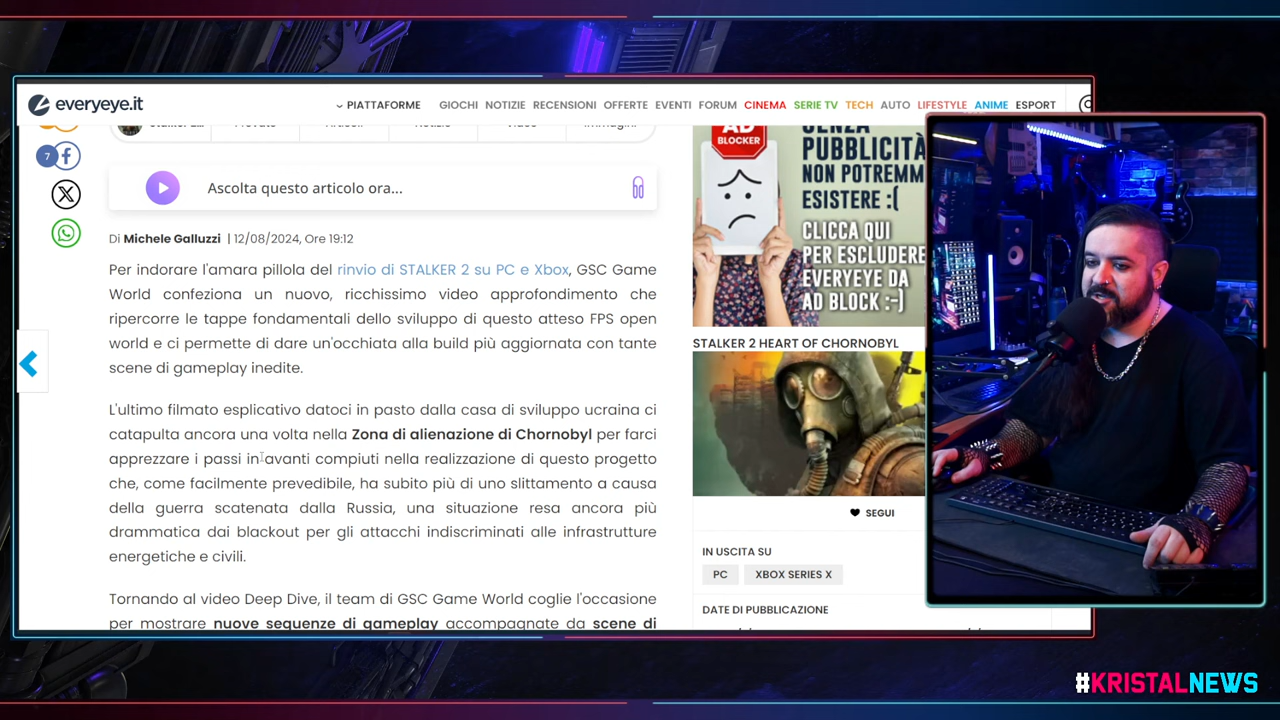 everyeye.it
PIATTAFORME GIOCHI NOTIZIE RECENSIONI OFFERTE EVENTI FORUM CINEMA SERIE TV TECH AUTO LIFESTYLE ANIME ESPORT
7
Ascolta questo articolo ora...
Di Michele Galluzzi | 12/08/2024, Ore 19:12
Per indorare l'amara pillola del rinvio di STALKER 2 su PC e Xbox, GSC Game
World confeziona un nuovo, ricchissimo video approfondimento che
ripercorre le tappe fondamentali dello sviluppo di questo atteso FPS open
world e ci permette di dare un'occhiata alla build più aggiornata con tante
scene di gameplay inedite.
L'ultimo filmato esplicativo datoci in pasto dalla casa di sviluppo ucraina ci
catapulta ancora una volta nella Zona di alienazione di Chornobyl per farci
apprezzare i passi in avanti compiuti nella realizzazione di questo progetto
che, come facilmente prevedibile, ha subito più di uno slittamento a causa
della guerra scatenata dalla Russia, una situazione resa ancora più
drammatica dai blackout per gli attacchi indiscriminati alle infrastrutture
energetiche e civili.
Tornando al video Deep Dive, il team di GSC Game World coglie l'occasione
per mostrare nuove sequenze di gameplay accompagnate da scene di
AD
BLOCKER
SENZA
PUBBLICITÀ
NON POTREMM
ESISTERE :(
CLICCA QUI
PER ESCLUDERE
EVERYEYE DA
AD BLOCK :-)
STALKER 2 HEART OF CHORNOBYL
SEGUI
IN USCITA SU
PC XBOX SERIES X
DATE DI PUBBLICAZIONE
#KRISTALNEWS